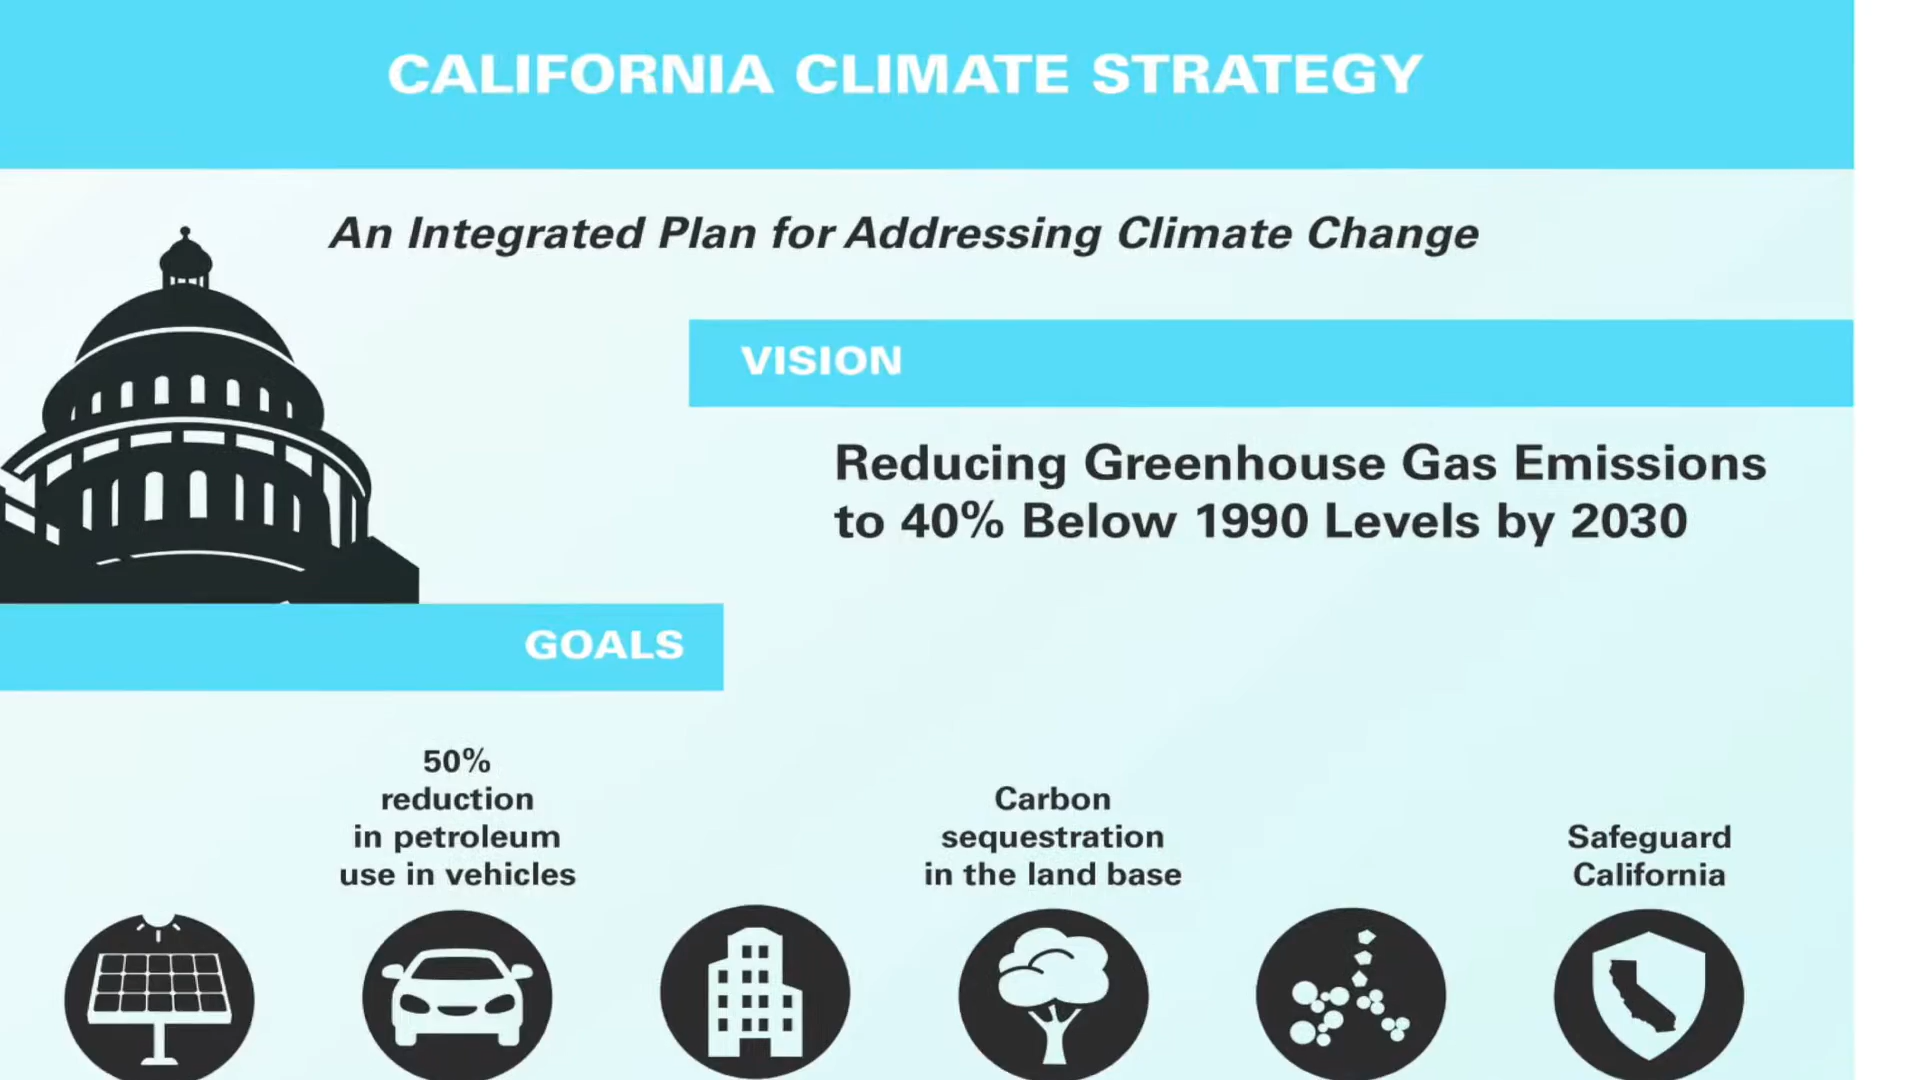 CALIFORNIA CLIMATE STRATEGY
An Integrated Plan for Addressing Climate Change
VISION
Reducing Greenhouse Gas Emissions
to 40% Below 1990 Levels by 2030
GOALS
50%
reduction
in petroleum
use in vehicles
Carbon
sequestration
in the land base
Safeguard
California